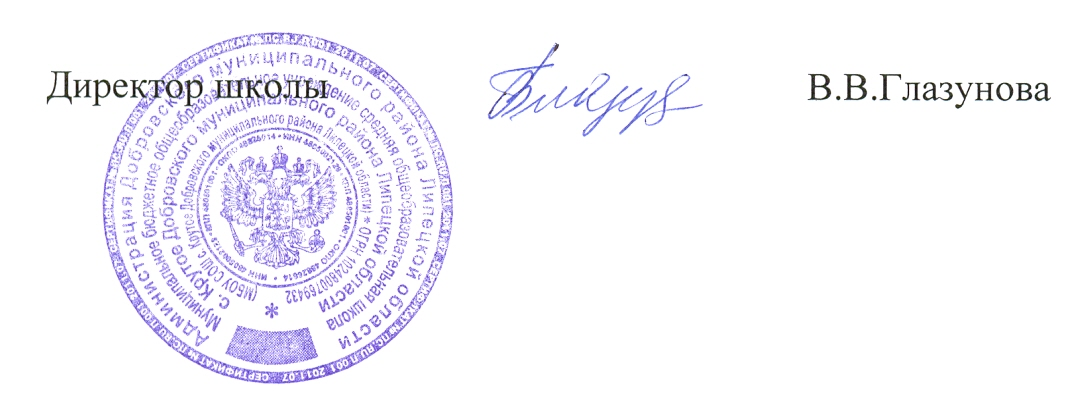 Директор школы В.В.Глазунова
Администрация Добровского муниципального района Липецкой области
Муниципальное бюджетное общеобразовательное учреждение средняя общеобразовательная школа
с. Крутое Добровского муниципального района Липецкой области
(МБОУ СОШ с. Крутое Добровского муниципального района Липецкой области) * ОГРН 1024800769432
*